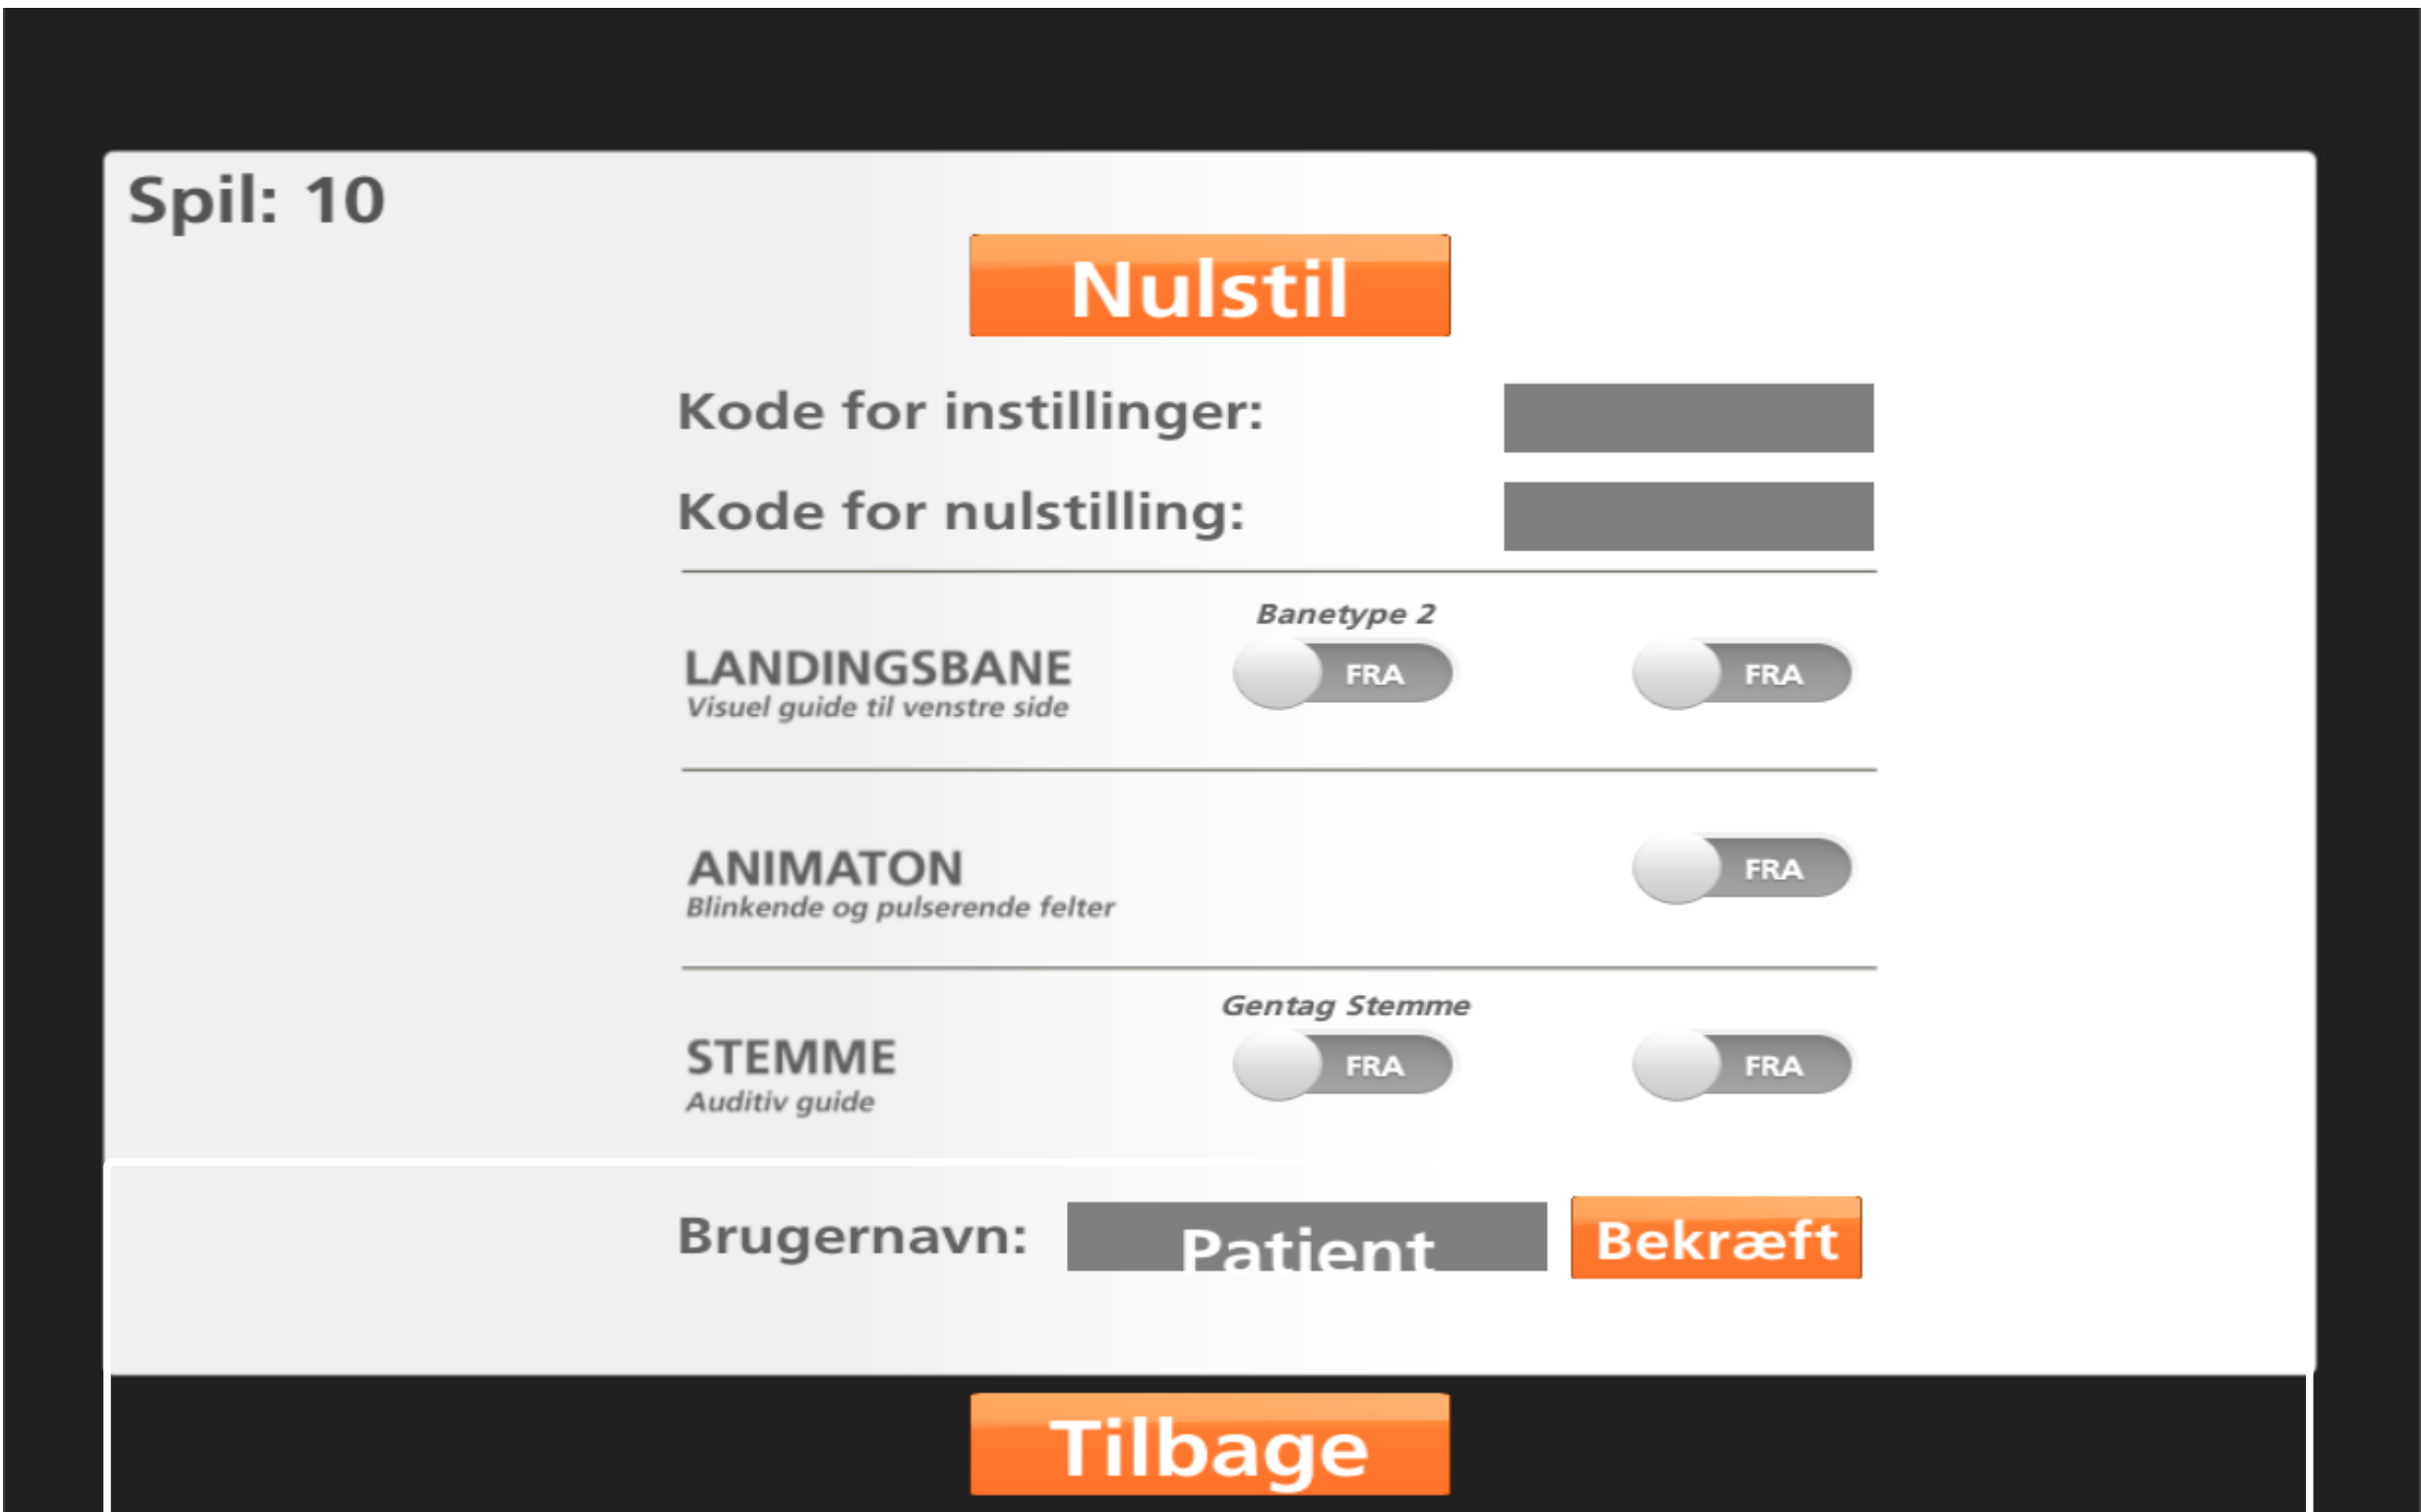 Spil: 10
Nulstil
Kode for instillinger:
Kode for nulstilling:
Banetype 2
LANDINGSBANE FRA FRA
Visuel guide til venstre side
ANIMATON FRA
Blinkende og pulserende felter
Gentag Stemme
STEMME FRA FRA
Auditiv guide
Brugernavn: Patient Bekræft
Tilbage